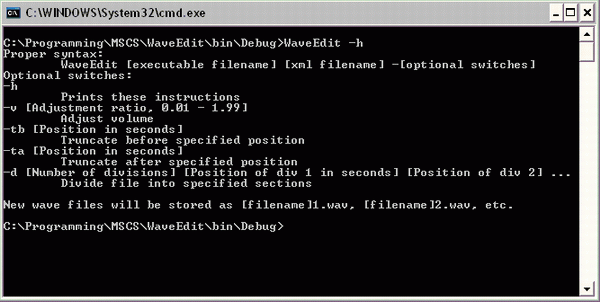 C:\WINDOWS\System32\cmd.exe
C:\Programming\MSCS\WaveEdit\bin\Debug>WaveEdit -h
Proper syntax:
WaveEdit [executable filename] [xml filename] -[optional switches]
Optional switches:
-h
Prints these instructions
-v [Adjustment ratio, 0.01 - 1.99]
Adjust volume
-tb [Position in seconds]
Truncate before specified position
-ta [Position in seconds]
Truncate after specified position
-d [Number of divisions] [Position of div 1 in seconds] [Position of div 2] ...
Divide file into specified sections
New wave files will be stored as [filename]1.wav, [filename]2.wav, etc.
C:\Programming\MSCS\WaveEdit\bin\Debug>